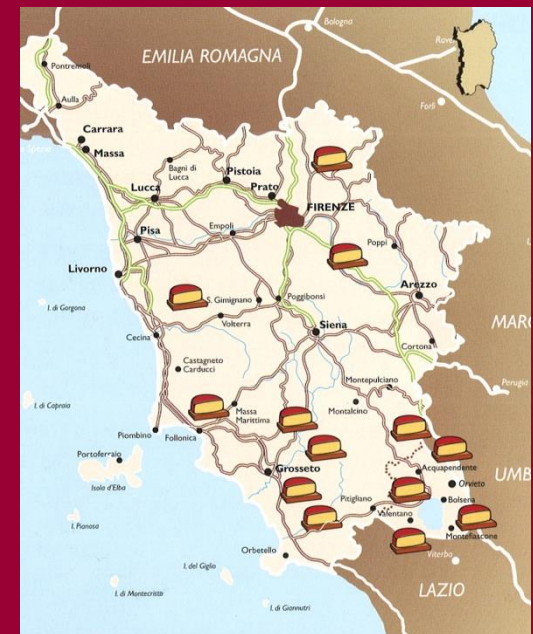 Bologna
EMILIA ROMAGNA
Pontremoli
Forlì
Aulla
Carrara
Massa
Bagni di
Lucca
Pistoia
Prato
Lucca
FIRENZE
Empoli
Pisa
Poppi
Livorno
Arezzo
I. di Gorgona
S. Gimignano
Poggibonsi
Volterra
Siena
Cecina
Cortona
Castagneto
Carducci
Montepulciano
Perugia
I. di Capraia
Massa
Marittima
Montalcino
Piombino
Follonica
Portoferraio
Grosseto
Acquapendente
Isola d'Elba
Orvieto
Pitigliano
Bolsena
I. Pianosa
Valentano
Montefiascone
Orbetello
Viterbo
I. del Giglio
LAZIO
I. di Montecristo
I. di Giannutri